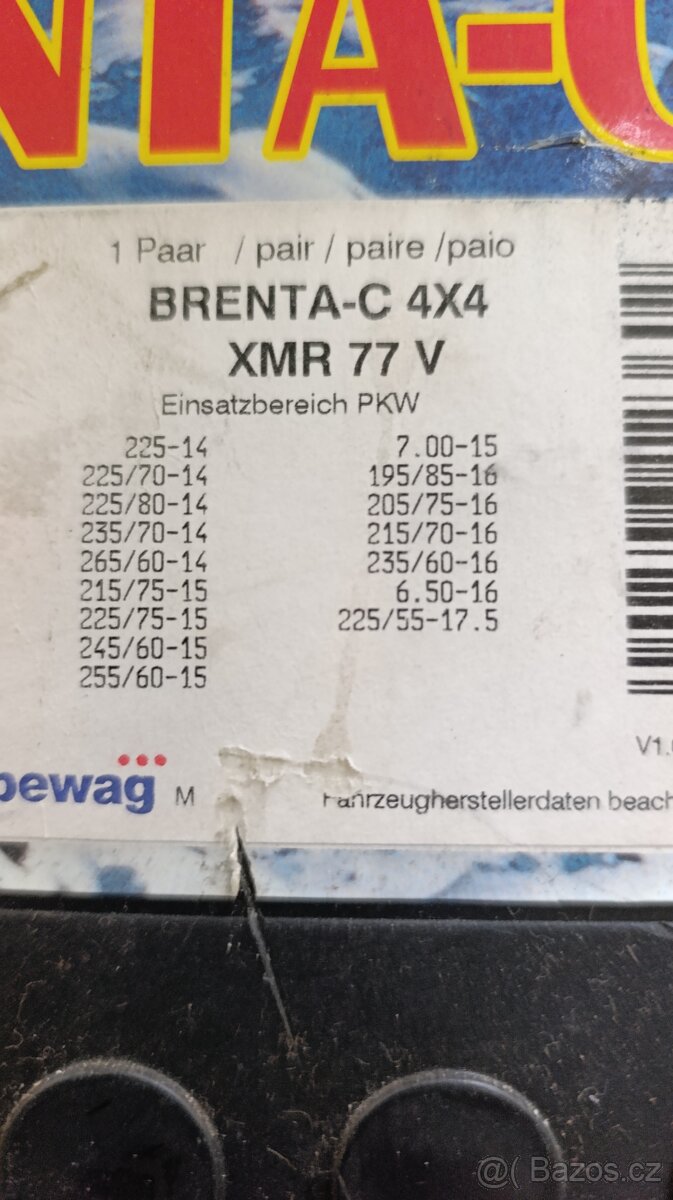 NTA-C
1 Paar / pair / paire /paio
BRENTA-C 4X4
XMR 77 V
Einsatzbereich PKW
225-14 7.00-15
225/70-14 195/85-16
225/80-14 205/75-16
235/70-14 215/70-16
265/60-14 235/60-16
215/75-15 6.50-16
225/75-15 225/55-17.5
245/60-15
255/60-15
pewag M
Fahrzeugherstellerdaten beach
@( Bazos.cz